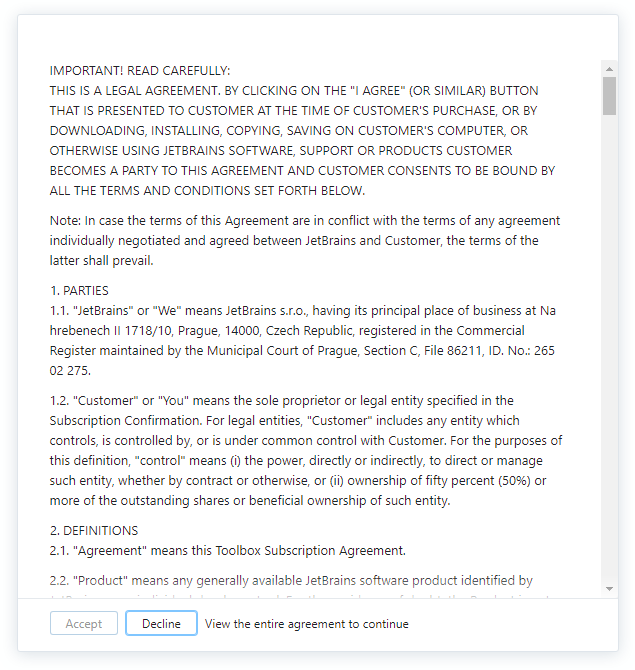 IMPORTANT! READ CAREFULLY:
THIS IS A LEGAL AGREEMENT. BY CLICKING ON THE "I AGREE" (OR SIMILAR) BUTTON
THAT IS PRESENTED TO CUSTOMER AT THE TIME OF CUSTOMER'S PURCHASE, OR BY
DOWNLOADING, INSTALLING, COPYING, SAVING ON CUSTOMER'S COMPUTER, OR
OTHERWISE USING JETBRAINS SOFTWARE, SUPPORT OR PRODUCTS CUSTOMER
BECOMES A PARTY TO THIS AGREEMENT AND CUSTOMER CONSENTS TO BE BOUND BY
ALL THE TERMS AND CONDITIONS SET FORTH BELOW.
Note: In case the terms of this Agreement are in conflict with the terms of any agreement
individually negotiated and agreed between JetBrains and Customer, the terms of the
latter shall prevail.
1. PARTIES
1.1. "JetBrains" or "We" means JetBrains s.r.o., having its principal place of business at Na
hrebenech II 1718/10, Prague, 14000, Czech Republic, registered in the Commercial
Register maintained by the Municipal Court of Prague, Section C, File 86211, ID. No.: 265
02 275.
1.2. "Customer" or "You" means the sole proprietor or legal entity specified in the
Subscription Confirmation. For legal entities, "Customer" includes any entity which
controls, is controlled by, or is under common control with Customer. For the purposes of
this definition, "control" means (i) the power, directly or indirectly, to direct or manage
such entity, whether by contract or otherwise, or (ii) ownership of fifty percent (50%) or
more of the outstanding shares or beneficial ownership of such entity.
2. DEFINITIONS
2.1. "Agreement" means this Toolbox Subscription Agreement.
2.2. "Product" means any generally available JetBrains software product identified by
Accept
Decline
View the entire agreement to continue